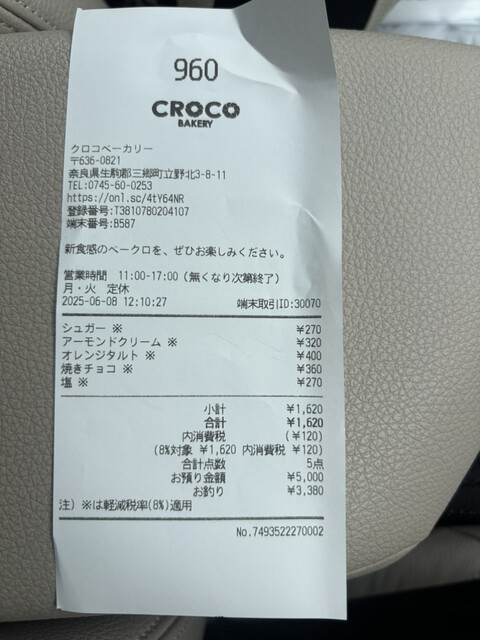 960
CROCO
BAKERY
クロコベーカリー
〒636-0821
奈良県生駒郡三郷町立野北3-8-11
TEL:0745-60-0253
https://onl.sc/4tY64NR
登録番号:T3810780204107
端末番号:B587
新食感のベークロを、ぜひお楽しみください。
営業時間 11:00-17:00（無くなり次第終了）
月・火 定休
2025-06-08 12:10:27 端末取引ID:30070
シュガー ※ ¥270
アーモンドクリーム ※ ¥320
オレンジタルト ※ ¥400
焼きチョコ ※ ¥360
塩 ※ ¥270
小計 ¥1,620
合計 ¥1,620
内消費税 (¥120)
(8%対象 ¥1,620 内消費税 ¥120)
合計点数 5点
お預り金額 ¥5,000
お釣り ¥3,380
注）※は軽減税率(8%)適用
No.7493522270002